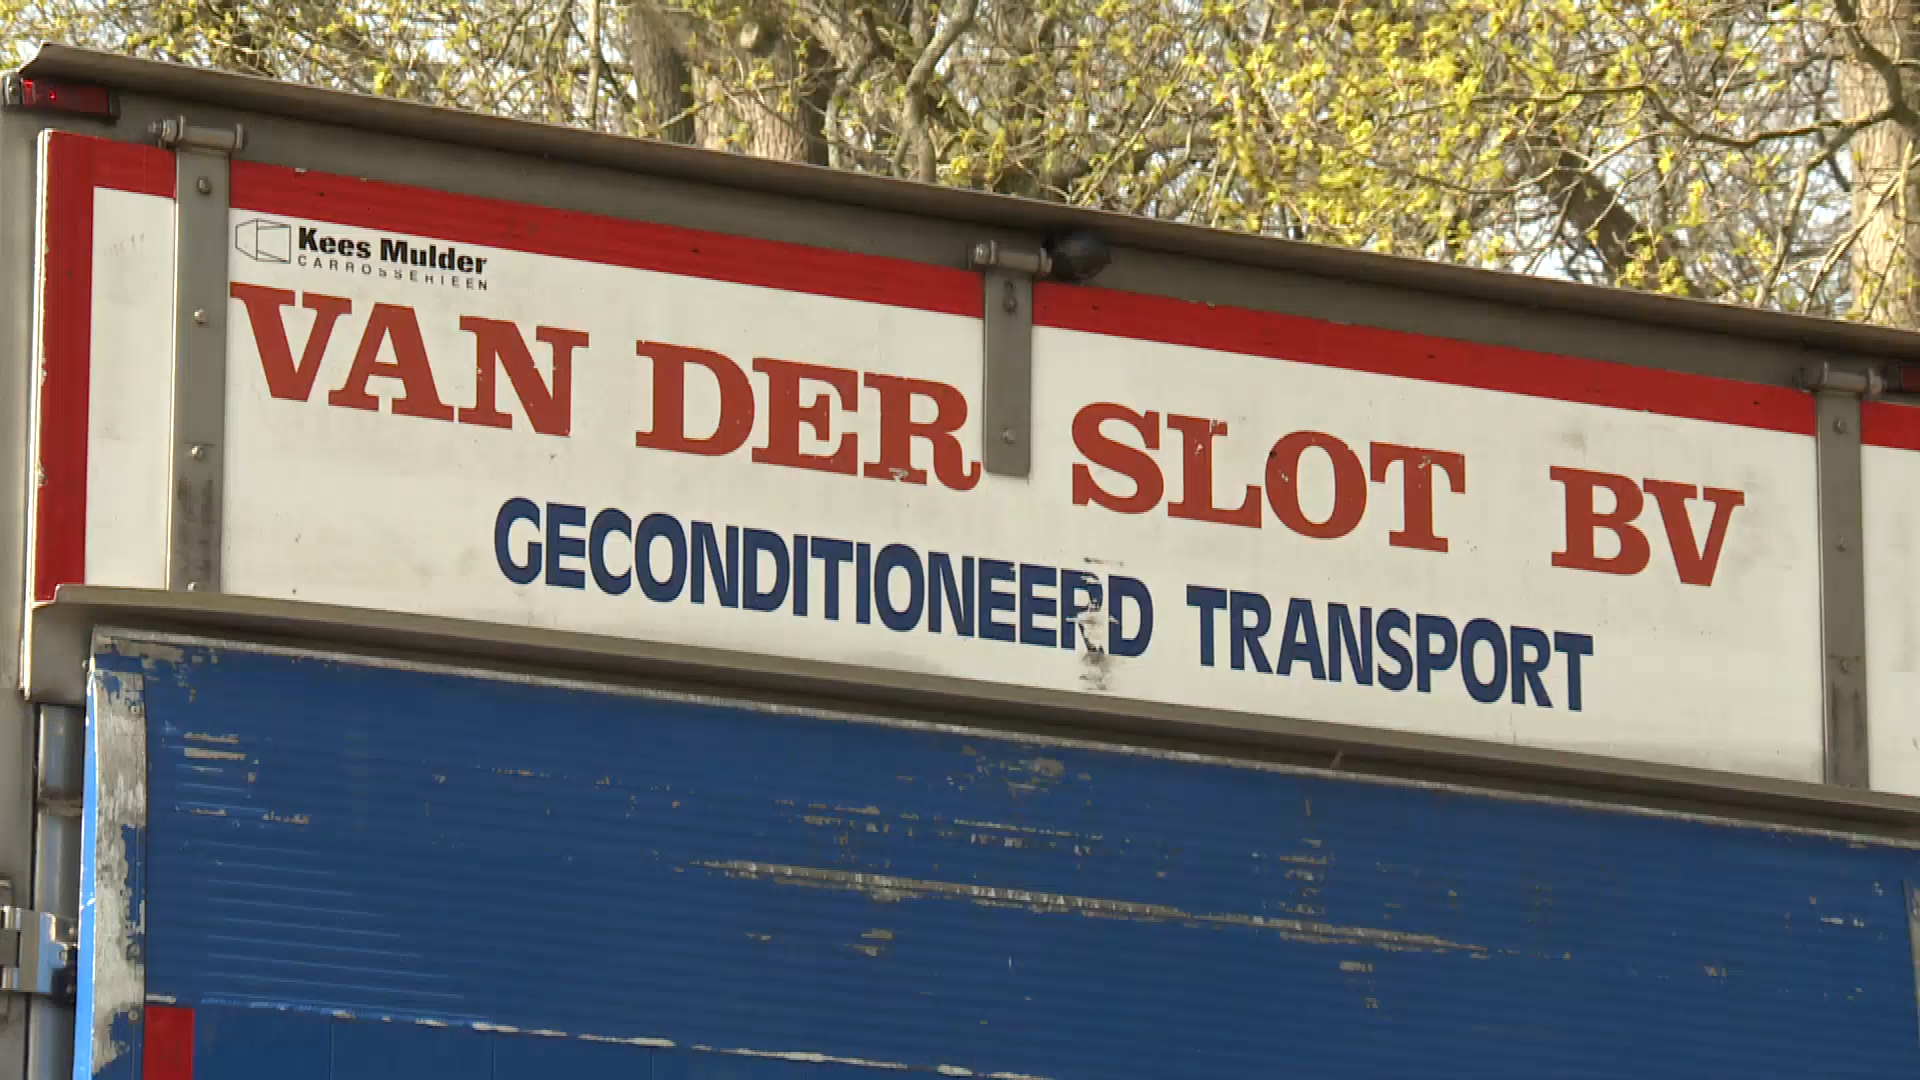 Kees Mulder
CARROSSERIEEN
VAN DER SLOT BV
GECONDITIONEERD TRANSPORT